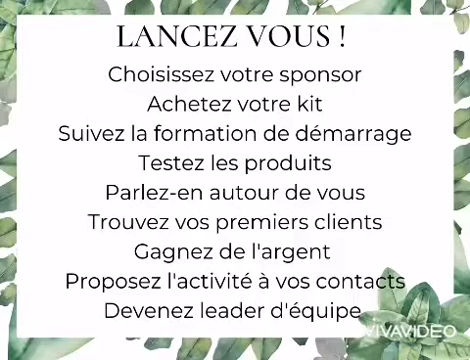 LANCEZ VOUS !
Choisissez votre sponsor
Achetez votre kit
Suivez la formation de démarrage
Testez les produits
Parlez-en autour de vous
Trouvez vos premiers clients
Gagnez de l'argent
Proposez l'activité à vos contacts
Devenez leader d'équipe
VIVAVIDEO